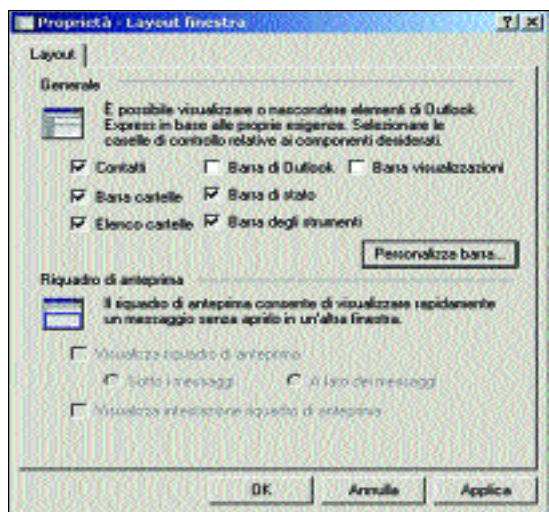 Proprietà - Layout finestra
Layout
Generale
È possibile visualizzare o nascondere elementi di Outlook
Express in base alle proprie esigenze. Selezionare le
caselle di controllo relative ai componenti desiderati.
Contatti Barra di Outlook Barra visualizzazioni
Barra cartelle Barra di stato
Elenco cartelle Barra degli strumenti
Personalizza barra...
Riquadro di anteprima
Il riquadro di anteprima consente di visualizzare rapidamente
un messaggio senza aprirlo in un'altra finestra.
Visualizza riquadro di anteprima
Sotto i messaggi A lato dei messaggi
Visualizza intestazione riquadro di anteprima
OK Annulla Applica